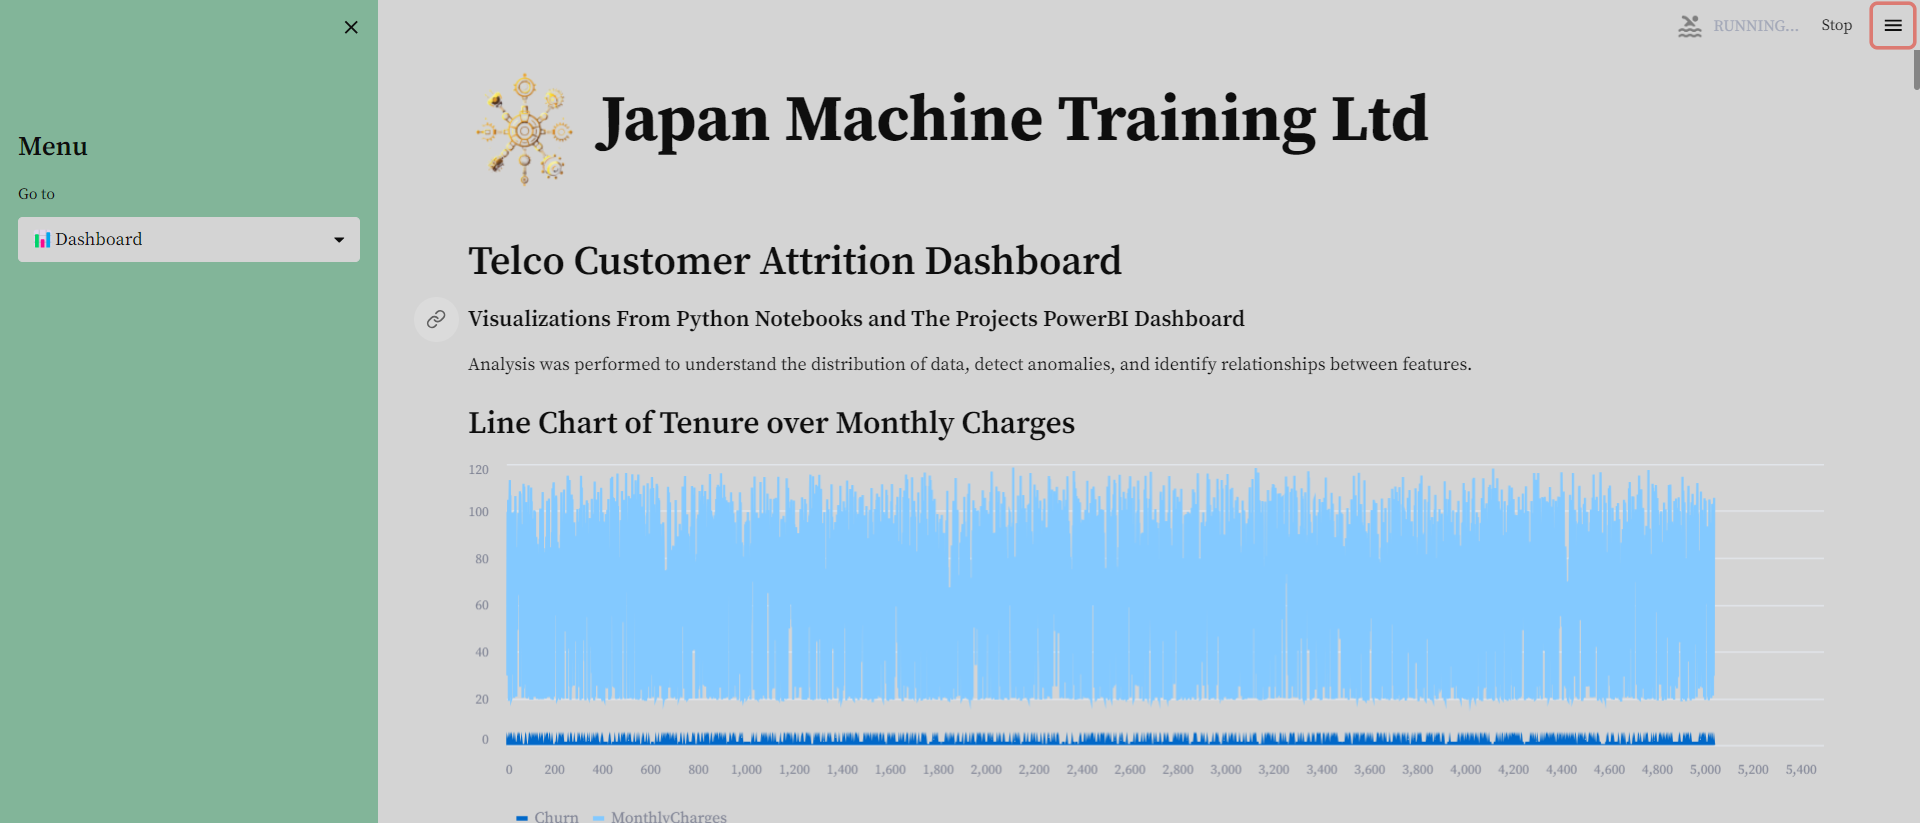 RUNNING...
Stop
Japan Machine Training Ltd
Menu
Go to
Dashboard
Telco Customer Attrition Dashboard
Visualizations From Python Notebooks and The Projects PowerBI Dashboard
Analysis was performed to understand the distribution of data, detect anomalies, and identify relationships between features.
Line Chart of Tenure over Monthly Charges
120
100
80
60
40
20
0
0 200 400 600 800 1,000 1,200 1,400 1,600 1,800 2,000 2,200 2,400 2,600 2,800 3,000 3,200 3,400 3,600 3,800 4,000 4,200 4,400 4,600 4,800 5,000 5,200 5,400
Churn MonthlyCharges